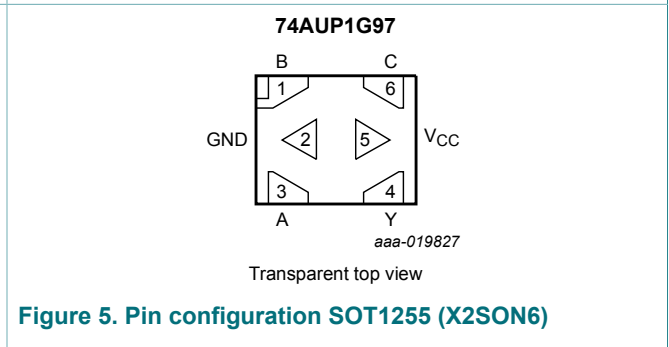 74AUP1G97
B C
1 6
GND 2 5 VCC
3 4
A Y
aaa-019827
Transparent top view
Figure 5. Pin configuration SOT1255 (X2SON6)